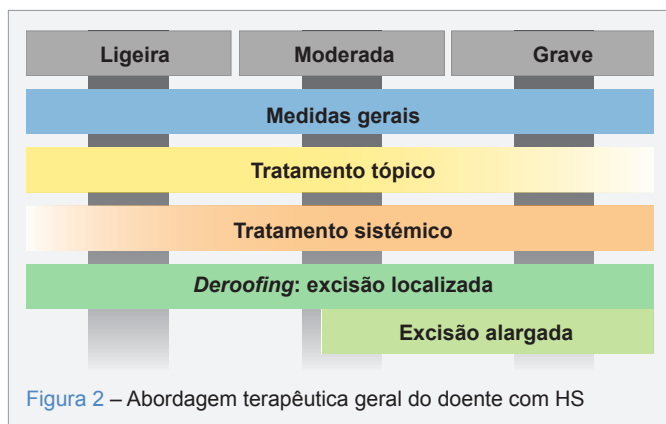 Ligeira
Moderada
Grave
Medidas gerais
Tratamento tópico
Tratamento sistémico
Deroofing: excisão localizada
Excisão alargada
Figura 2 – Abordagem terapêutica geral do doente com HS